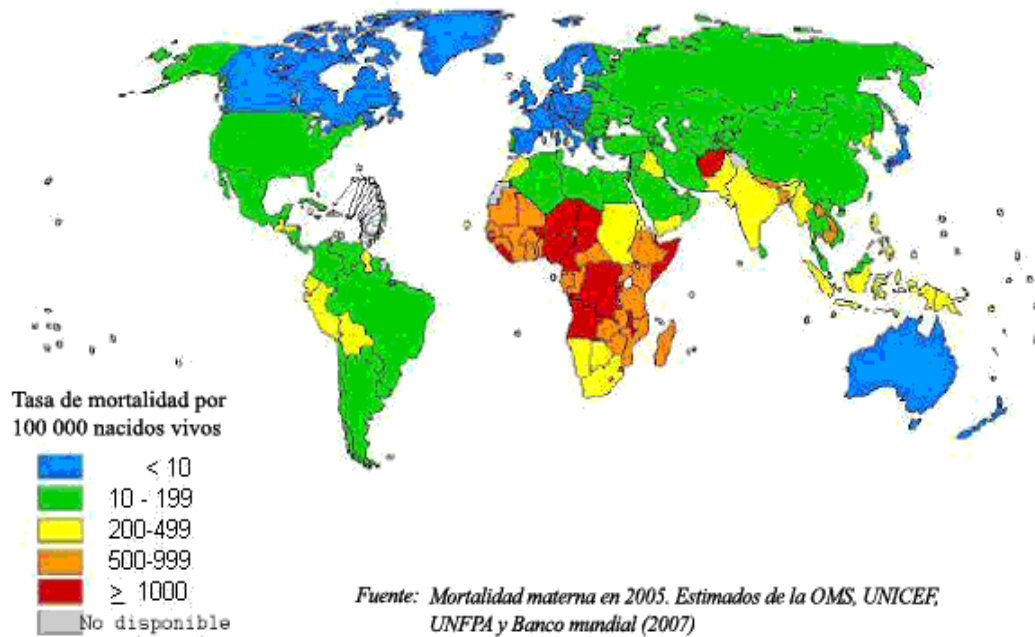 Tasa de mortalidad por
100 000 nacidos vivos
< 10
10 - 199
200-499
500-999
≥ 1000
No disponible
Fuente: Mortalidad materna en 2005. Estimados de la OMS, UNICEF,
UNFPA y Banco mundial (2007)